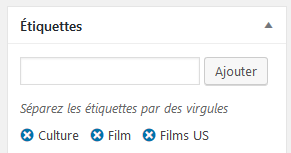 Étiquettes
Ajouter
Séparez les étiquettes par des virgules
Culture Film Films US